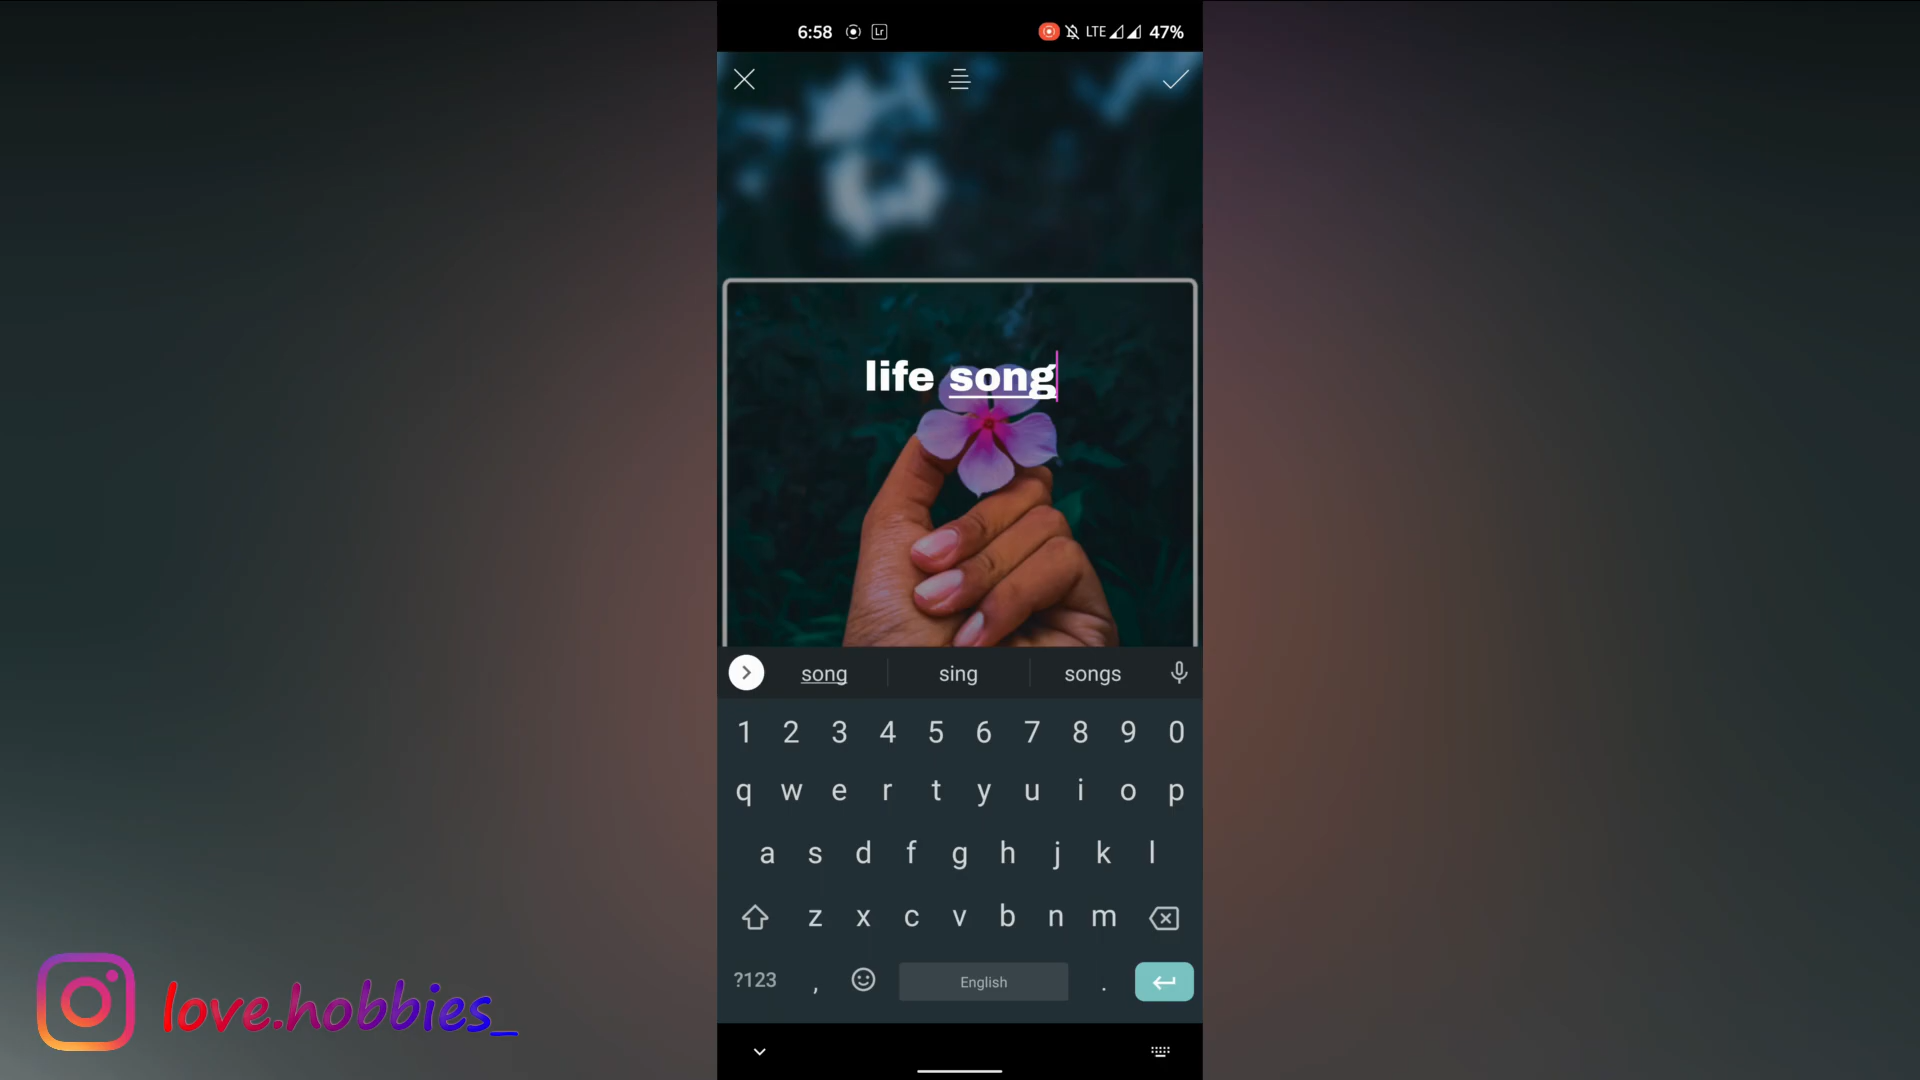 6:58 Lr LTE 47%
life song
song sing songs
1 2 3 4 5 6 7 8 9 0
q w e r t y u i o p
a s d f g h j k l
z x c v b n m
?123 , English .
love.hobbies_